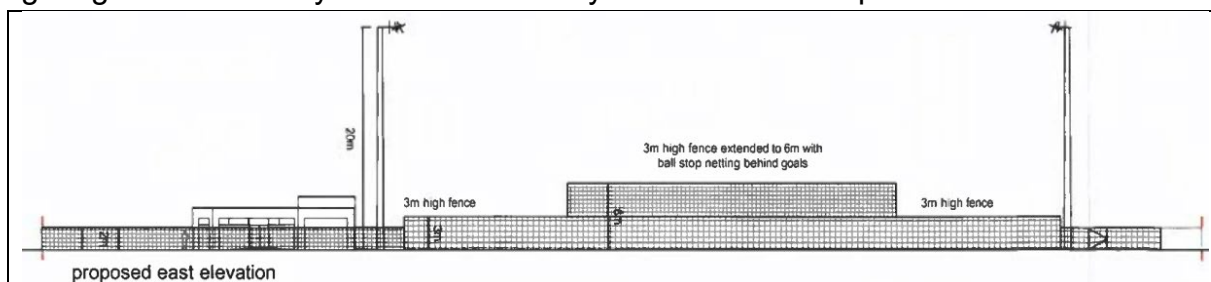 20m
3m high fence extended to 6m with
ball stop netting behind goals
3m high fence
3m high fence
2m
3m
6m
proposed east elevation